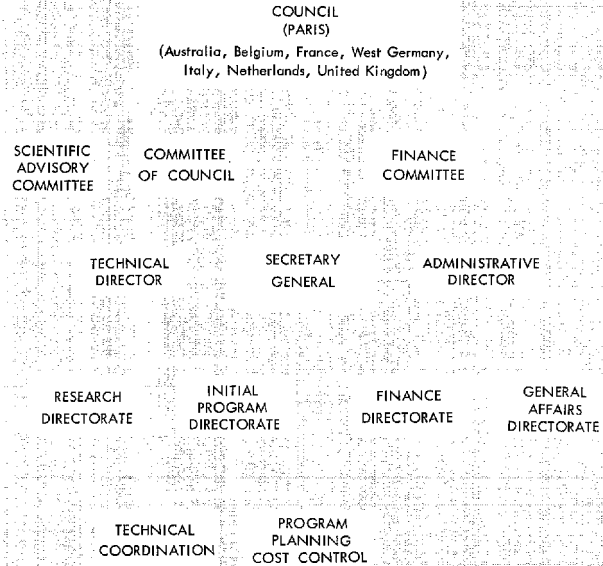 COUNCIL
(PARIS)
(Australia, Belgium, France, West Germany,
Italy, Netherlands, United Kingdom)
SCIENTIFIC
ADVISORY
COMMITTEE
COMMITTEE
OF COUNCIL
FINANCE
COMMITTEE
TECHNICAL
DIRECTOR
SECRETARY
GENERAL
ADMINISTRATIVE
DIRECTOR
RESEARCH
DIRECTORATE
INITIAL
PROGRAM
DIRECTORATE
FINANCE
DIRECTORATE
GENERAL
AFFAIRS
DIRECTORATE
TECHNICAL
COORDINATION
PROGRAM
PLANNING
COST CONTROL